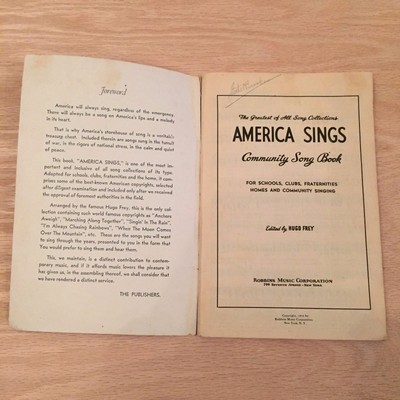 Foreword
America will always sing, regardless of the emergency.
There will always be a song on America's lips and a melody
in its heart.
That is why America's storehouse of song is a veritable
treasury chest. Included therein are songs sung in the tumult
of war, in the rigors of national stress, in the calm and quiet
of peace.
This book, "AMERICA SINGS," is one of the most im-
portant and inclusive of all song collections of its type.
Adapted for schools, clubs, fraternities and the home, it com-
prises some of the best-known American copyrights, selected
after diligent examination and included only after we received
the approval of foremost authorities in the field.
Arranged by the famous Hugo Frey, this is the only col-
lection containing such world famous copyrights as "Anchors
Aweigh", "Marching Along Together", "Singin' In The Rain",
"I'm Always Chasing Rainbows", "When The Moon Comes
Over The Mountain", etc. These are the songs you will want
to sing through the years, presented to you in the form that
You would prefer to sing them and hear them.
This, we maintain, is a distinct contribution to contem-
porary music, and if it affords music lovers the pleasure it
has given us, in the assembling thereof, we shall consider that
we have rendered a distinct service.
THE PUBLISHERS.
The Greatest of All Song Collections
AMERICA SINGS
Community Song Book
FOR SCHOOLS, CLUBS, FRATERNITIES
HOMES AND COMMUNITY SINGING
Edited by HUGO FREY
ROBBINS MUSIC CORPORATION
799 SEVENTH AVENUE • NEW YORK
Robbins Music Corporation
New York, N. Y.